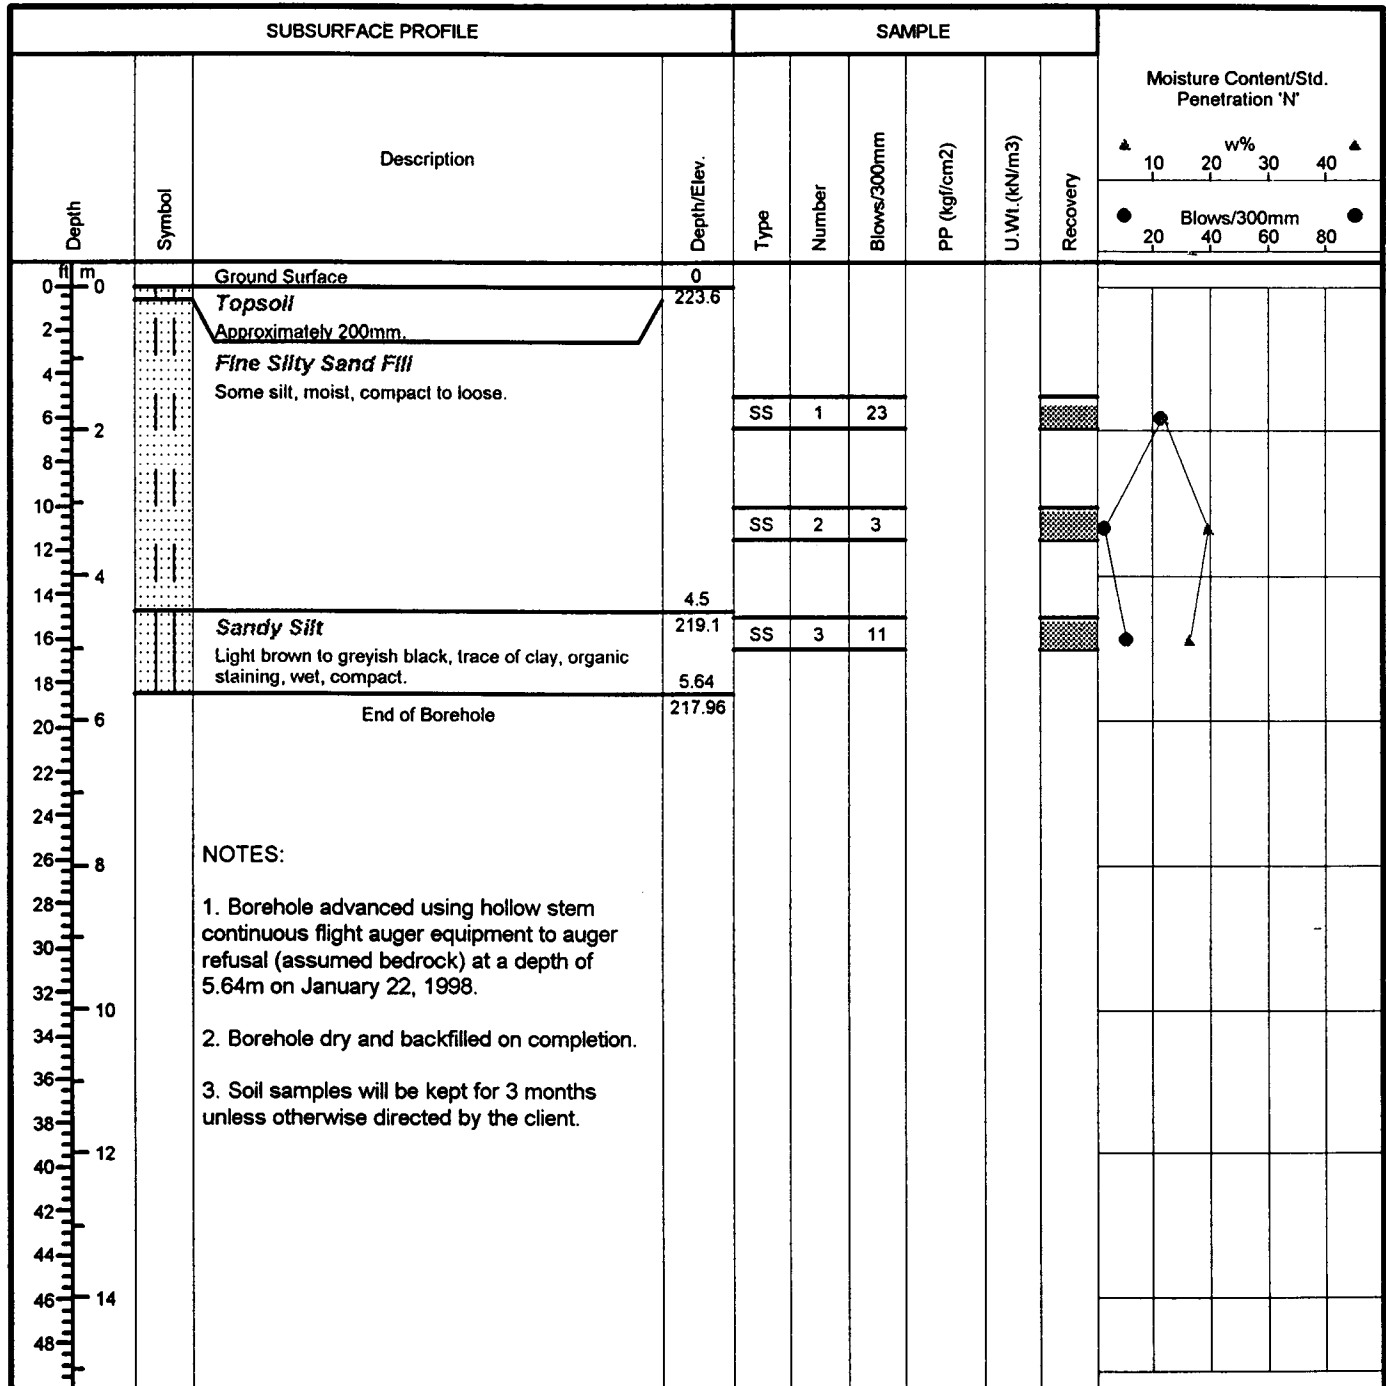 SUBSURFACE PROFILE
SAMPLE
Depth
Symbol
Description
Depth/Elev.
Type
Number
Blows/300mm
PP (kgf/cm2)
U.Wt.(kN/m3)
Recovery
Moisture Content/Std.
Penetration 'N'
w%
10 20 30 40
Blows/300mm
20 40 60 80
ft m
Ground Surface 0
0 0
Topsoil 223.6
Approximately 200mm.
2
Fine Silty Sand Fill
4
Some silt, moist, compact to loose.
6 SS 1 23
2
8
10
SS 2 3
12
4
14 4.5
Sandy Silt 219.1
16 SS 3 11
Light brown to greyish black, trace of clay, organic
staining, wet, compact. 5.64
18
End of Borehole 217.96
20 6
22
24
NOTES:
26 8
28
1. Borehole advanced using hollow stem
continuous flight auger equipment to auger
30
refusal (assumed bedrock) at a depth of
5.64m on January 22, 1998.
32
10
34
2. Borehole dry and backfilled on completion.
36
3. Soil samples will be kept for 3 months
unless otherwise directed by the client.
38
12
40
42
44
46 14
48